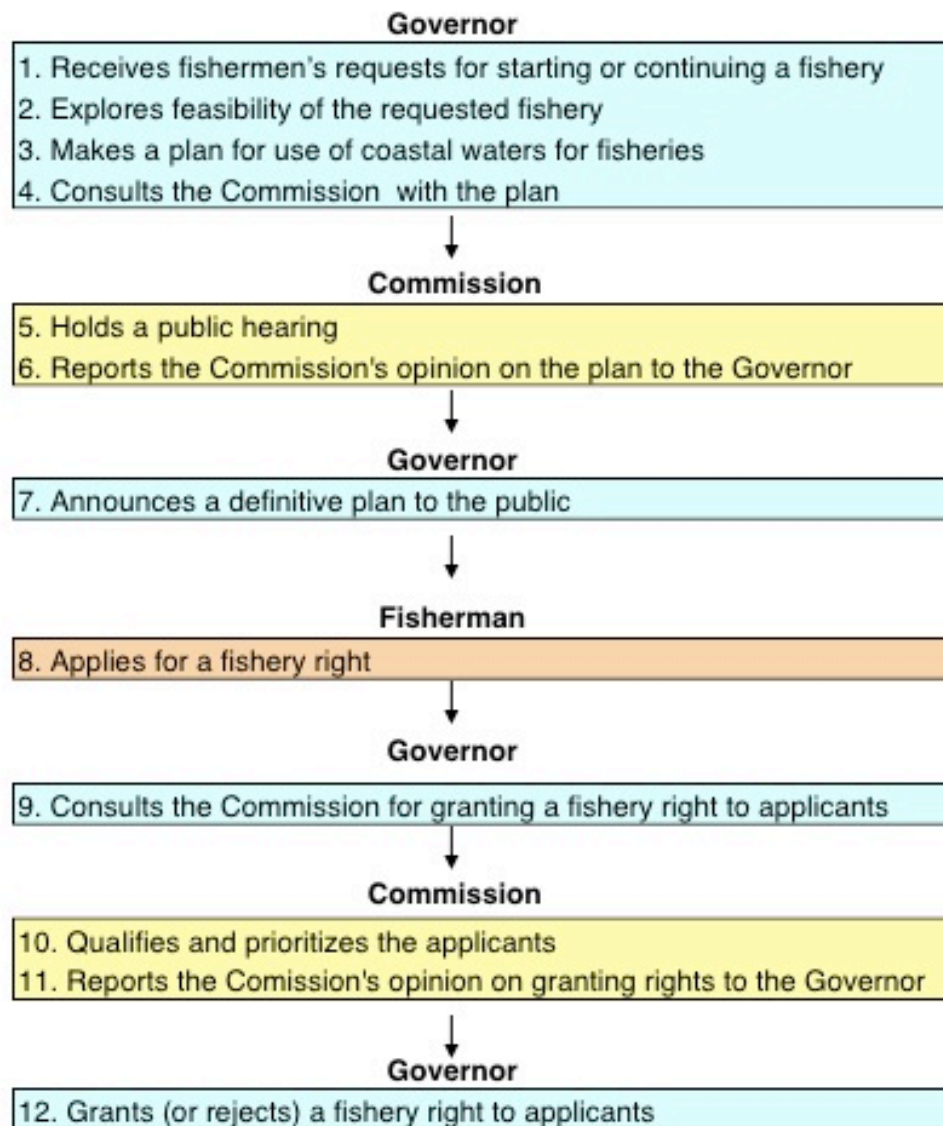 Governor
1. Receives fishermen's requests for starting or continuing a fishery
2. Explores feasibility of the requested fishery
3. Makes a plan for use of coastal waters for fisheries
4. Consults the Commission with the plan
Commission
5. Holds a public hearing
6. Reports the Commission's opinion on the plan to the Governor
Governor
7. Announces a definitive plan to the public
Fisherman
8. Applies for a fishery right
Governor
9. Consults the Commission for granting a fishery right to applicants
Commission
10. Qualifies and prioritizes the applicants
11. Reports the Comission's opinion on granting rights to the Governor
Governor
12. Grants (or rejects) a fishery right to applicants